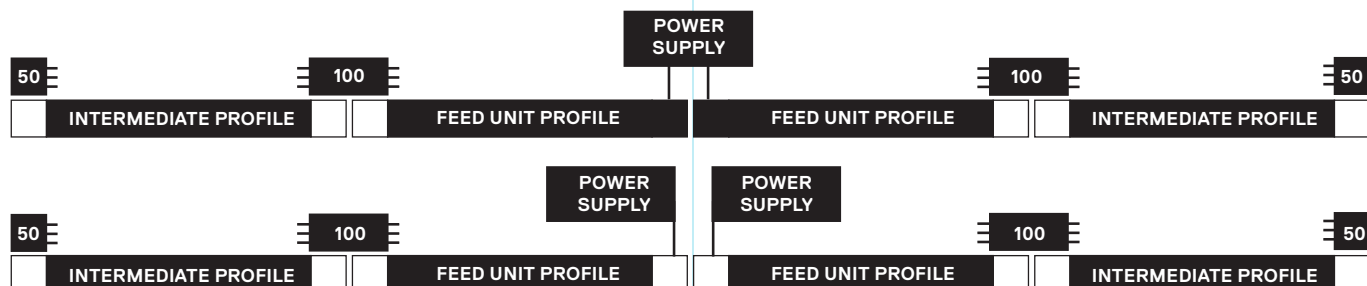 POWER
SUPPLY
50 100 100 50
INTERMEDIATE PROFILE FEED UNIT PROFILE FEED UNIT PROFILE INTERMEDIATE PROFILE
POWER
SUPPLY
POWER
SUPPLY
50 100 100 50
INTERMEDIATE PROFILE FEED UNIT PROFILE FEED UNIT PROFILE INTERMEDIATE PROFILE